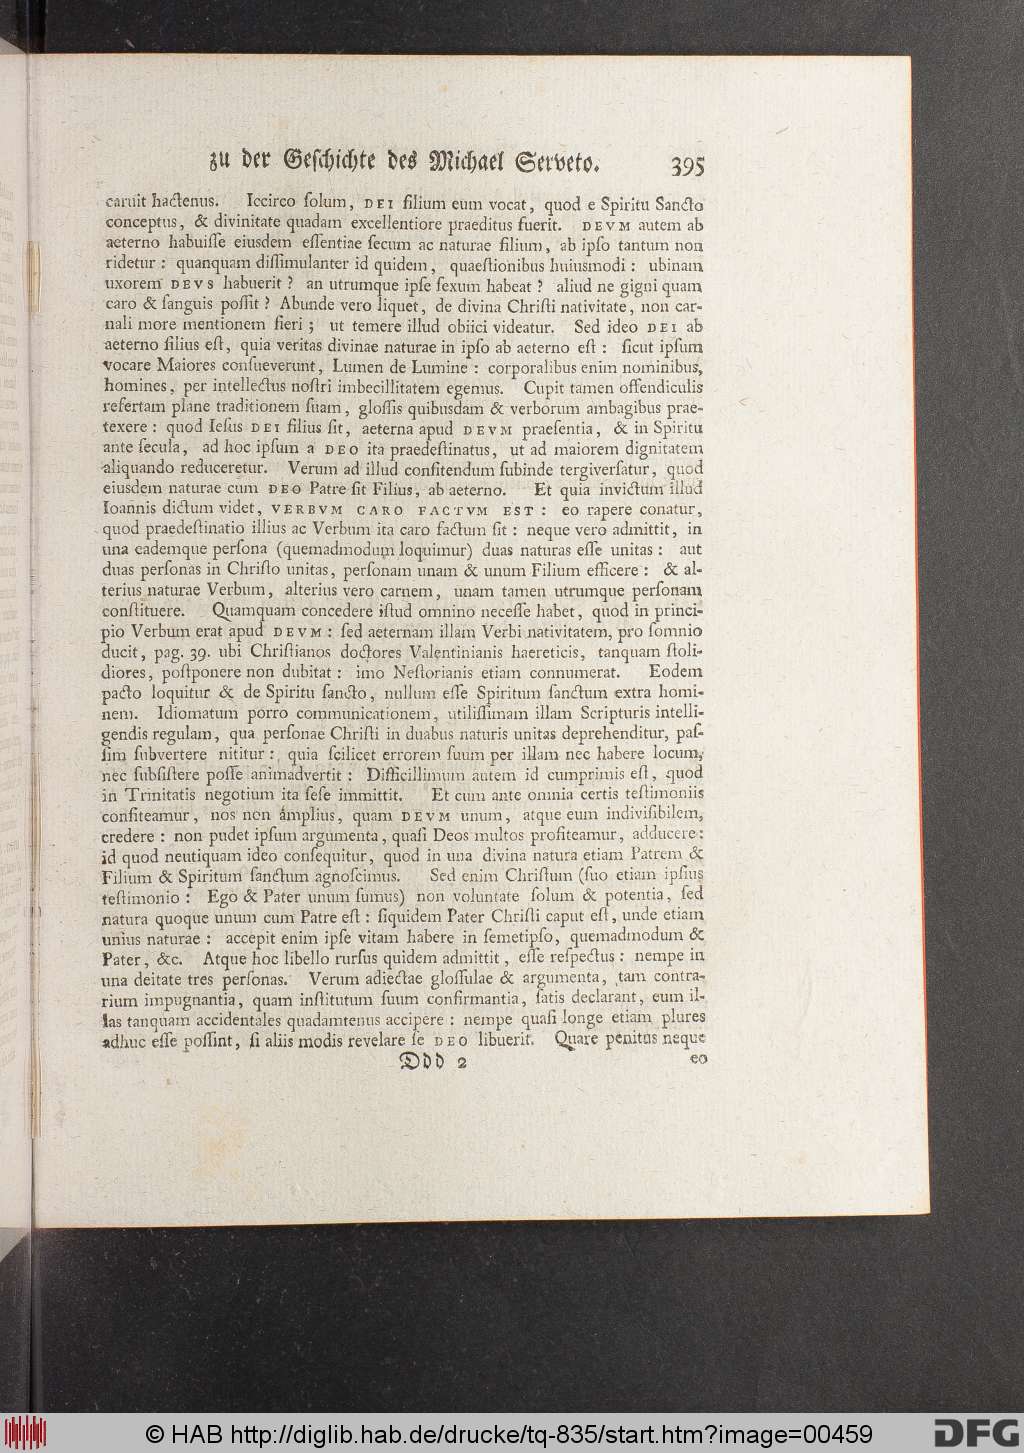 zu der Geschichte des Michael Serveto. 395
caruit hactenus. Iccirco ſolum, DEI filium eum vocat, quod e Spiritu Sancto
conceptus, & divinitate quadam excellentiore praeditus fuerit. DEVM autem ab
aeterno habuiſſe eiusdem eſſentiae ſecum ac naturae filium, ab ipſo tantum non
ridetur: quanquam diſſimulanter id quidem, quaeſtionibus huiusmodi: ubinam
uxorem DEVS habuerit? an utrumque ipſe ſexum habeat? aliud ne gigni quam
caro & ſanguis poſſit? Abunde vero liquet, de divina Chriſti nativitate, non car-
nali more mentionem fieri; ut temere illud obiici videatur. Sed ideo DEI ab
aeterno filius eſt, quia veritas divinae naturae in ipſo ab aeterno eſt: ſicut ipſum
vocare Maiores conſueverunt, Lumen de Lumine: corporalibus enim nominibus,
homines, per intellectus noſtri imbecillitatem egemus. Cupit tamen offendiculis
refertam plane traditionem ſuam, gloſſis quibusdam & verborum ambagibus prae-
texere: quod Ieſus DEI filius ſit, aeterna apud DEVM praeſentia, & in Spiritu
ante ſecula, ad hoc ipſum a DEO ita praedeſtinatus, ut ad maiorem dignitatem
aliquando reduceretur. Verum ad illud confitendum ſubinde tergiverſatur, quod
eiusdem naturae cum DEO Patre ſit Filius, ab aeterno. Et quia invictum illud
Ioannis dictum videt, VERBVM CARO FACTVM EST: eo rapere conatur,
quod praedeſtinatio illius ac Verbum ita caro factum ſit: neque vero admittit, in
una eademque perſona (quemadmodum loquimur) duas naturas eſſe unitas: aut
duas perſonas in Chriſto unitas, perſonam unam & unum Filium efficere: & al-
terius naturae Verbum, alterius vero carnem, unam tamen utrumque perſonam
conſtituere. Quamquam concedere iſtud omnino neceſſe habet, quod in princi-
pio Verbum erat apud DEVM: ſed aeternam illam Verbi nativitatem, pro ſomnio
ducit, pag. 39. ubi Chriſtianos doctores Valentinianis haereticis, tanquam ſtoli-
diores, poſtponere non dubitat: imo Neſtorianis etiam connumerat. Eodem
pacto loquitur & de Spiritu ſancto, nullum eſſe Spiritum ſanctum extra homi-
nem. Idiomatum porro communicationem, utiliſſimam illam Scripturis intelli-
gendis regulam, qua perſonae Chriſti in duabus naturis unitas deprehenditur, paſ-
ſim ſubvertere nititur: quia ſcilicet errorem ſuum per illam nec habere locum,
nec ſubſiſtere poſſe animadvertit: Difficillimum autem id cumprimis eſt, quod
in Trinitatis negotium ita ſeſe immittit. Et cum ante omnia certis teſtimoniis
confiteamur, nos non amplius, quam DEVM unum, atque eum indiviſibilem,
credere: non pudet ipſum argumenta, quaſi Deos multos profiteamur, adducere:
id quod neutiquam ideo conſequitur, quod in una divina natura etiam Patrem &
Filium & Spiritum ſanctum agnoſcimus. Sed enim Chriſtum (ſuo etiam ipſius
teſtimonio: Ego & Pater unum ſumus) non voluntate ſolum & potentia, ſed
natura quoque unum cum Patre eſt: ſiquidem Pater Chriſti caput eſt, unde etiam
unius naturae: accepit enim ipſe vitam habere in ſemetipſo, quemadmodum &
Pater, &c. Atque hoc libello rurſus quidem admittit, eſſe reſpectus: nempe in
una deitate tres perſonas. Verum adiectae gloſſulae & argumenta, tam contra-
rium impugnantia, quam inſtitutum ſuum confirmantia, ſatis declarant, eum il-
las tanquam accidentales quadamtenus accipere: nempe quaſi longe etiam plures
adhuc eſſe poſſint, ſi aliis modis revelare ſe DEO libuerit. Quare penitus neque
Ddd 2 eo
© HAB http://diglib.hab.de/drucke/tq-835/start.htm?image=00459
DFG